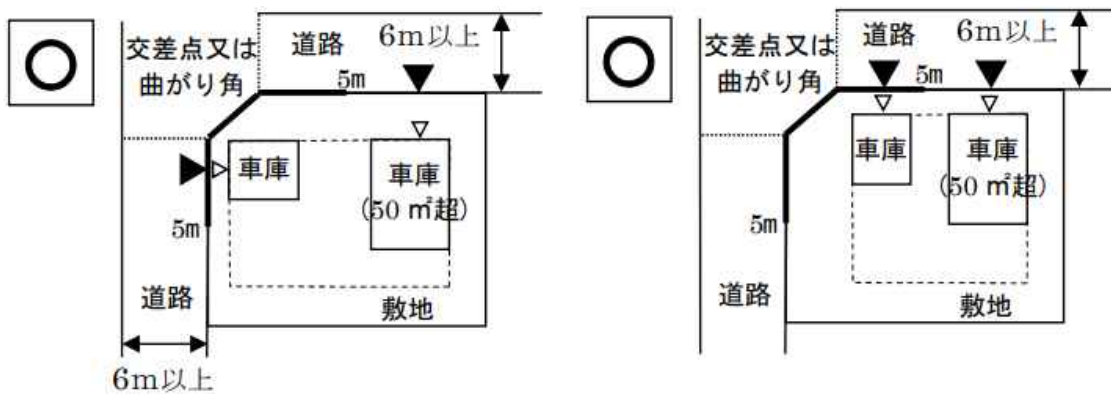 交差点又は
曲がり角
道路
6m以上
5m
車庫
車庫
(50 ㎡超)
5m
道路
敷地
6m以上
交差点又は
曲がり角
道路
6m以上
5m
車庫
車庫
(50 ㎡超)
5m
道路
敷地